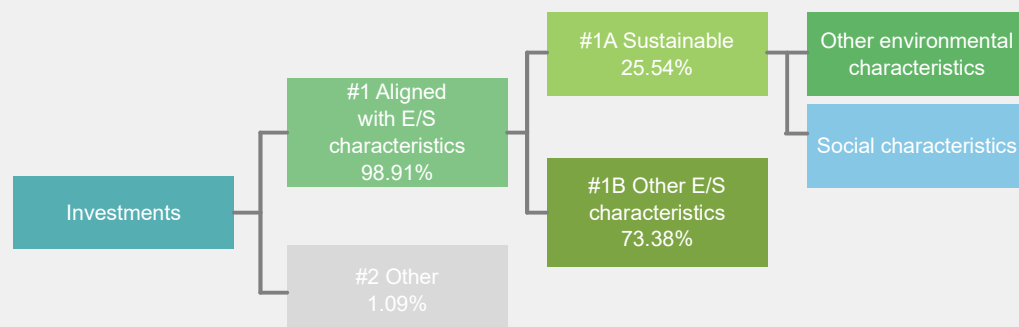 Investments
#1 Aligned
with E/S
characteristics
98.91%
#2 Other
1.09%
#1A Sustainable
25.54%
#1B Other E/S
characteristics
73.38%
Other environmental
characteristics
Social characteristics